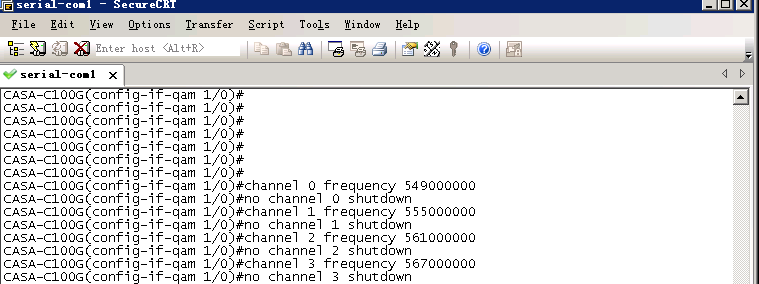 serial-com1 - SecureCRT
File Edit View Options Transfer Script Tools Window Help
Enter host <Alt+R>
serial-com1
CASA-C100G(config-if-qam 1/0)#
CASA-C100G(config-if-qam 1/0)#
CASA-C100G(config-if-qam 1/0)#
CASA-C100G(config-if-qam 1/0)#
CASA-C100G(config-if-qam 1/0)#
CASA-C100G(config-if-qam 1/0)#
CASA-C100G(config-if-qam 1/0)#
CASA-C100G(config-if-qam 1/0)#channel 0 frequency 549000000
CASA-C100G(config-if-qam 1/0)#no channel 0 shutdown
CASA-C100G(config-if-qam 1/0)#channel 1 frequency 555000000
CASA-C100G(config-if-qam 1/0)#no channel 1 shutdown
CASA-C100G(config-if-qam 1/0)#channel 2 frequency 561000000
CASA-C100G(config-if-qam 1/0)#no channel 2 shutdown
CASA-C100G(config-if-qam 1/0)#channel 3 frequency 567000000
CASA-C100G(config-if-qam 1/0)#no channel 3 shutdown